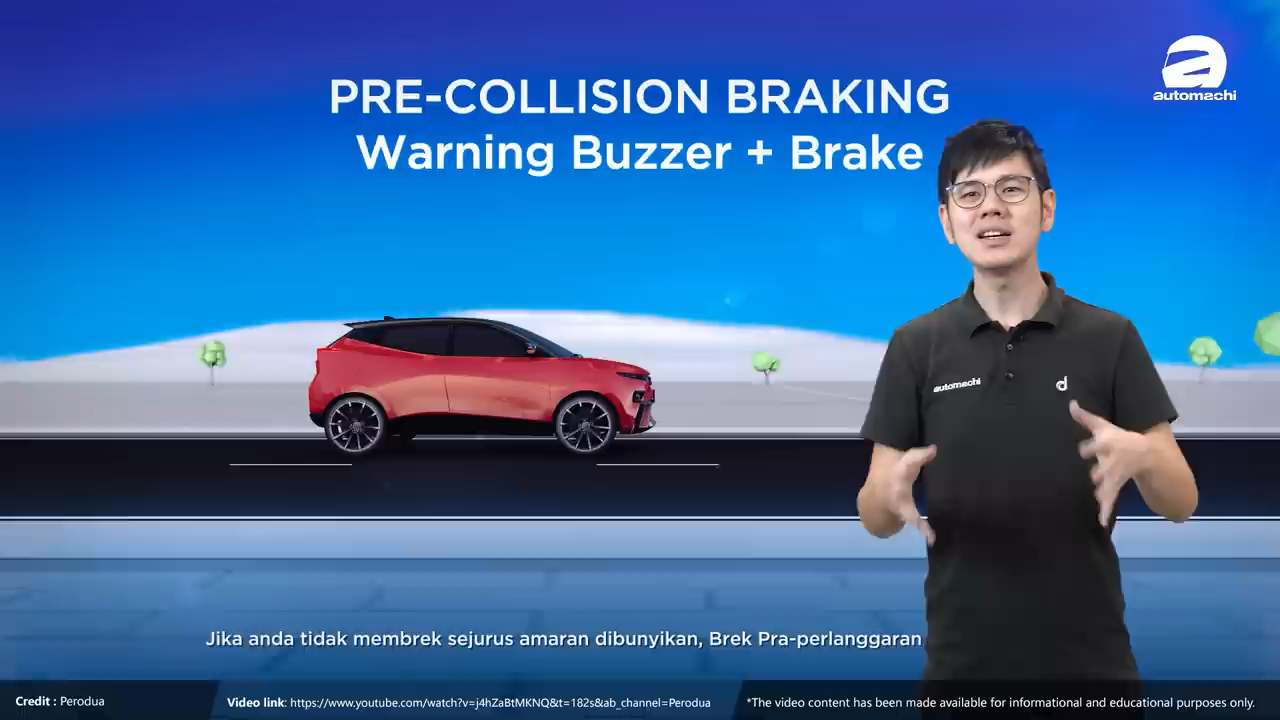 automachi
PRE-COLLISION BRAKING
Warning Buzzer + Brake
automachi
d
Jika anda tidak membrek sejurus amaran dibunyikan, Brek Pra-perlanggaran
Credit : Perodua
Video link: https://www.youtube.com/watch?v=j4hZaBtMKNQ&t=182s&ab_channel=Perodua
*The video content has been made available for informational and educational purposes only.